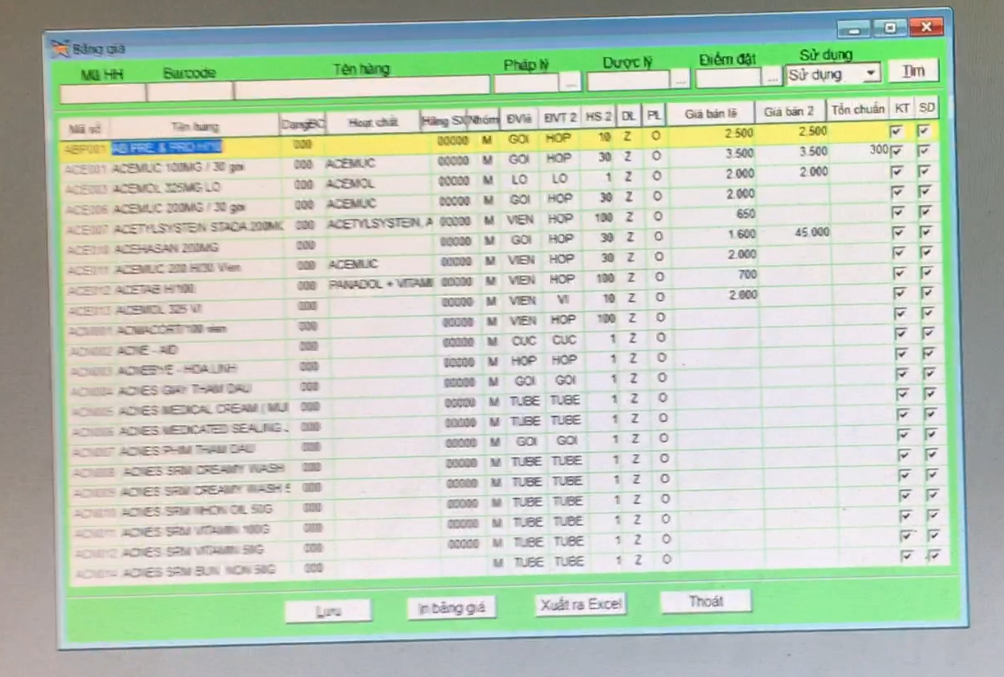 Bảng giá
Mã HH Barcode Tên hàng Pháp lý Dược lý Điểm đặt Sử dụng
... ... ... Sử dụng Tìm
Mã số Tên hàng DạngBC Hoạt chất Hãng SX Nhóm ĐVlẻ ĐVT 2 HS 2 DL PL Giá bán lẻ Giá bán 2 Tồn chuẩn KT SD
ABP001 000 00000 M GOI HOP 10 Z O 2.500 2.500
ACE001 ACEMUC 100MG / 30 goi 000 ACEMUC 00000 M GOI HOP 30 Z O 3.500 3.500 300
ACE003 ACEMOL 325MG LO 000 ACEMOL 00000 M LO LO 1 Z O 2.000 2.000
ACE006 ACEMUC 200MG / 30 goi 000 ACEMUC 00000 M GOI HOP 30 Z O 2.000
ACE007 ACETYLSYSTEIN STADA 200MG 000 ACETYLSYSTEIN, A 00000 M VIEN HOP 100 Z O 650
ACE010 ACEHASAN 200MG 000 00000 M GOI HOP 30 Z O 1.600 45.000
ACE011 ACEMUC 200 H/30 Vien 000 ACEMUC 00000 M VIEN HOP 30 Z O 2.000
ACE012 ACETAB H/100 000 PANADOL + VITAMI 00000 M VIEN HOP 100 Z O 700
ACE013 ACEMOL 325 VI 000 00000 M VIEN VI 10 Z O 2.000
000 00000 M VIEN HOP 100 Z O
ACN002 ACNE - AID 000 00000 M CUC CUC 1 Z O
ACN003 ACNEBYE - HOA LINH 000 00000 M HOP HOP 1 Z O
ACN004 ACNES GIAY THAM DAU 000 00000 M GOI GOI 1 Z O
ACN005 ACNES MEDICAL CREAM ( MUI 000 00000 M TUBE TUBE 1 Z O
ACN006 ACNES MEDICATED SEALING J 000 00000 M TUBE TUBE 1 Z O
ACN007 ACNES PHIM THAM DAU 000 00000 M GOI GOI 1 Z O
ACN008 ACNES SRM CREAMY WASH 000 00000 M TUBE TUBE 1 Z O
ACN009 ACNES SRM CREAMY WASH 5 000 00000 M TUBE TUBE 1 Z O
ACN010 ACNES SRM NHON OIL 50G 000 00000 M TUBE TUBE 1 Z O
ACN011 ACNES SRM VITAMIN 100G 000 00000 M TUBE TUBE 1 Z O
ACN012 ACNES SRM VITAMIN 50G 000 00000 M TUBE TUBE 1 Z O
ACN014 ACNES SRM BUN NON 50G 000 M TUBE TUBE 1 Z O
Lưu In bảng giá Xuất ra Excel Thoát